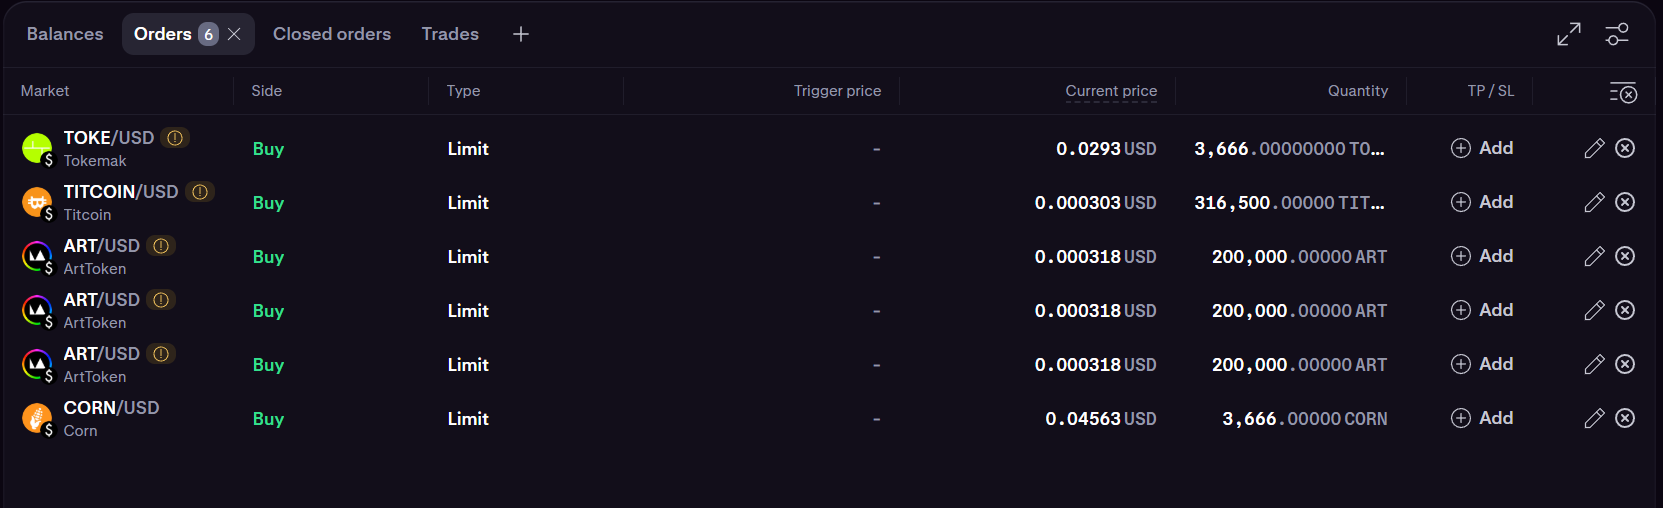 Balances Orders 6 Closed orders Trades
Market Side Type Trigger price Current price Quantity TP / SL
TOKE/USD
Tokemak
Buy Limit - 0.0293 USD 3,666.00000000 TO... Add
TITCOIN/USD
Titcoin
Buy Limit - 0.000303 USD 316,500.00000 TIT... Add
ART/USD
ArtToken
Buy Limit - 0.000318 USD 200,000.00000 ART Add
ART/USD
ArtToken
Buy Limit - 0.000318 USD 200,000.00000 ART Add
ART/USD
ArtToken
Buy Limit - 0.000318 USD 200,000.00000 ART Add
CORN/USD
Corn
Buy Limit - 0.04563 USD 3,666.00000 CORN Add